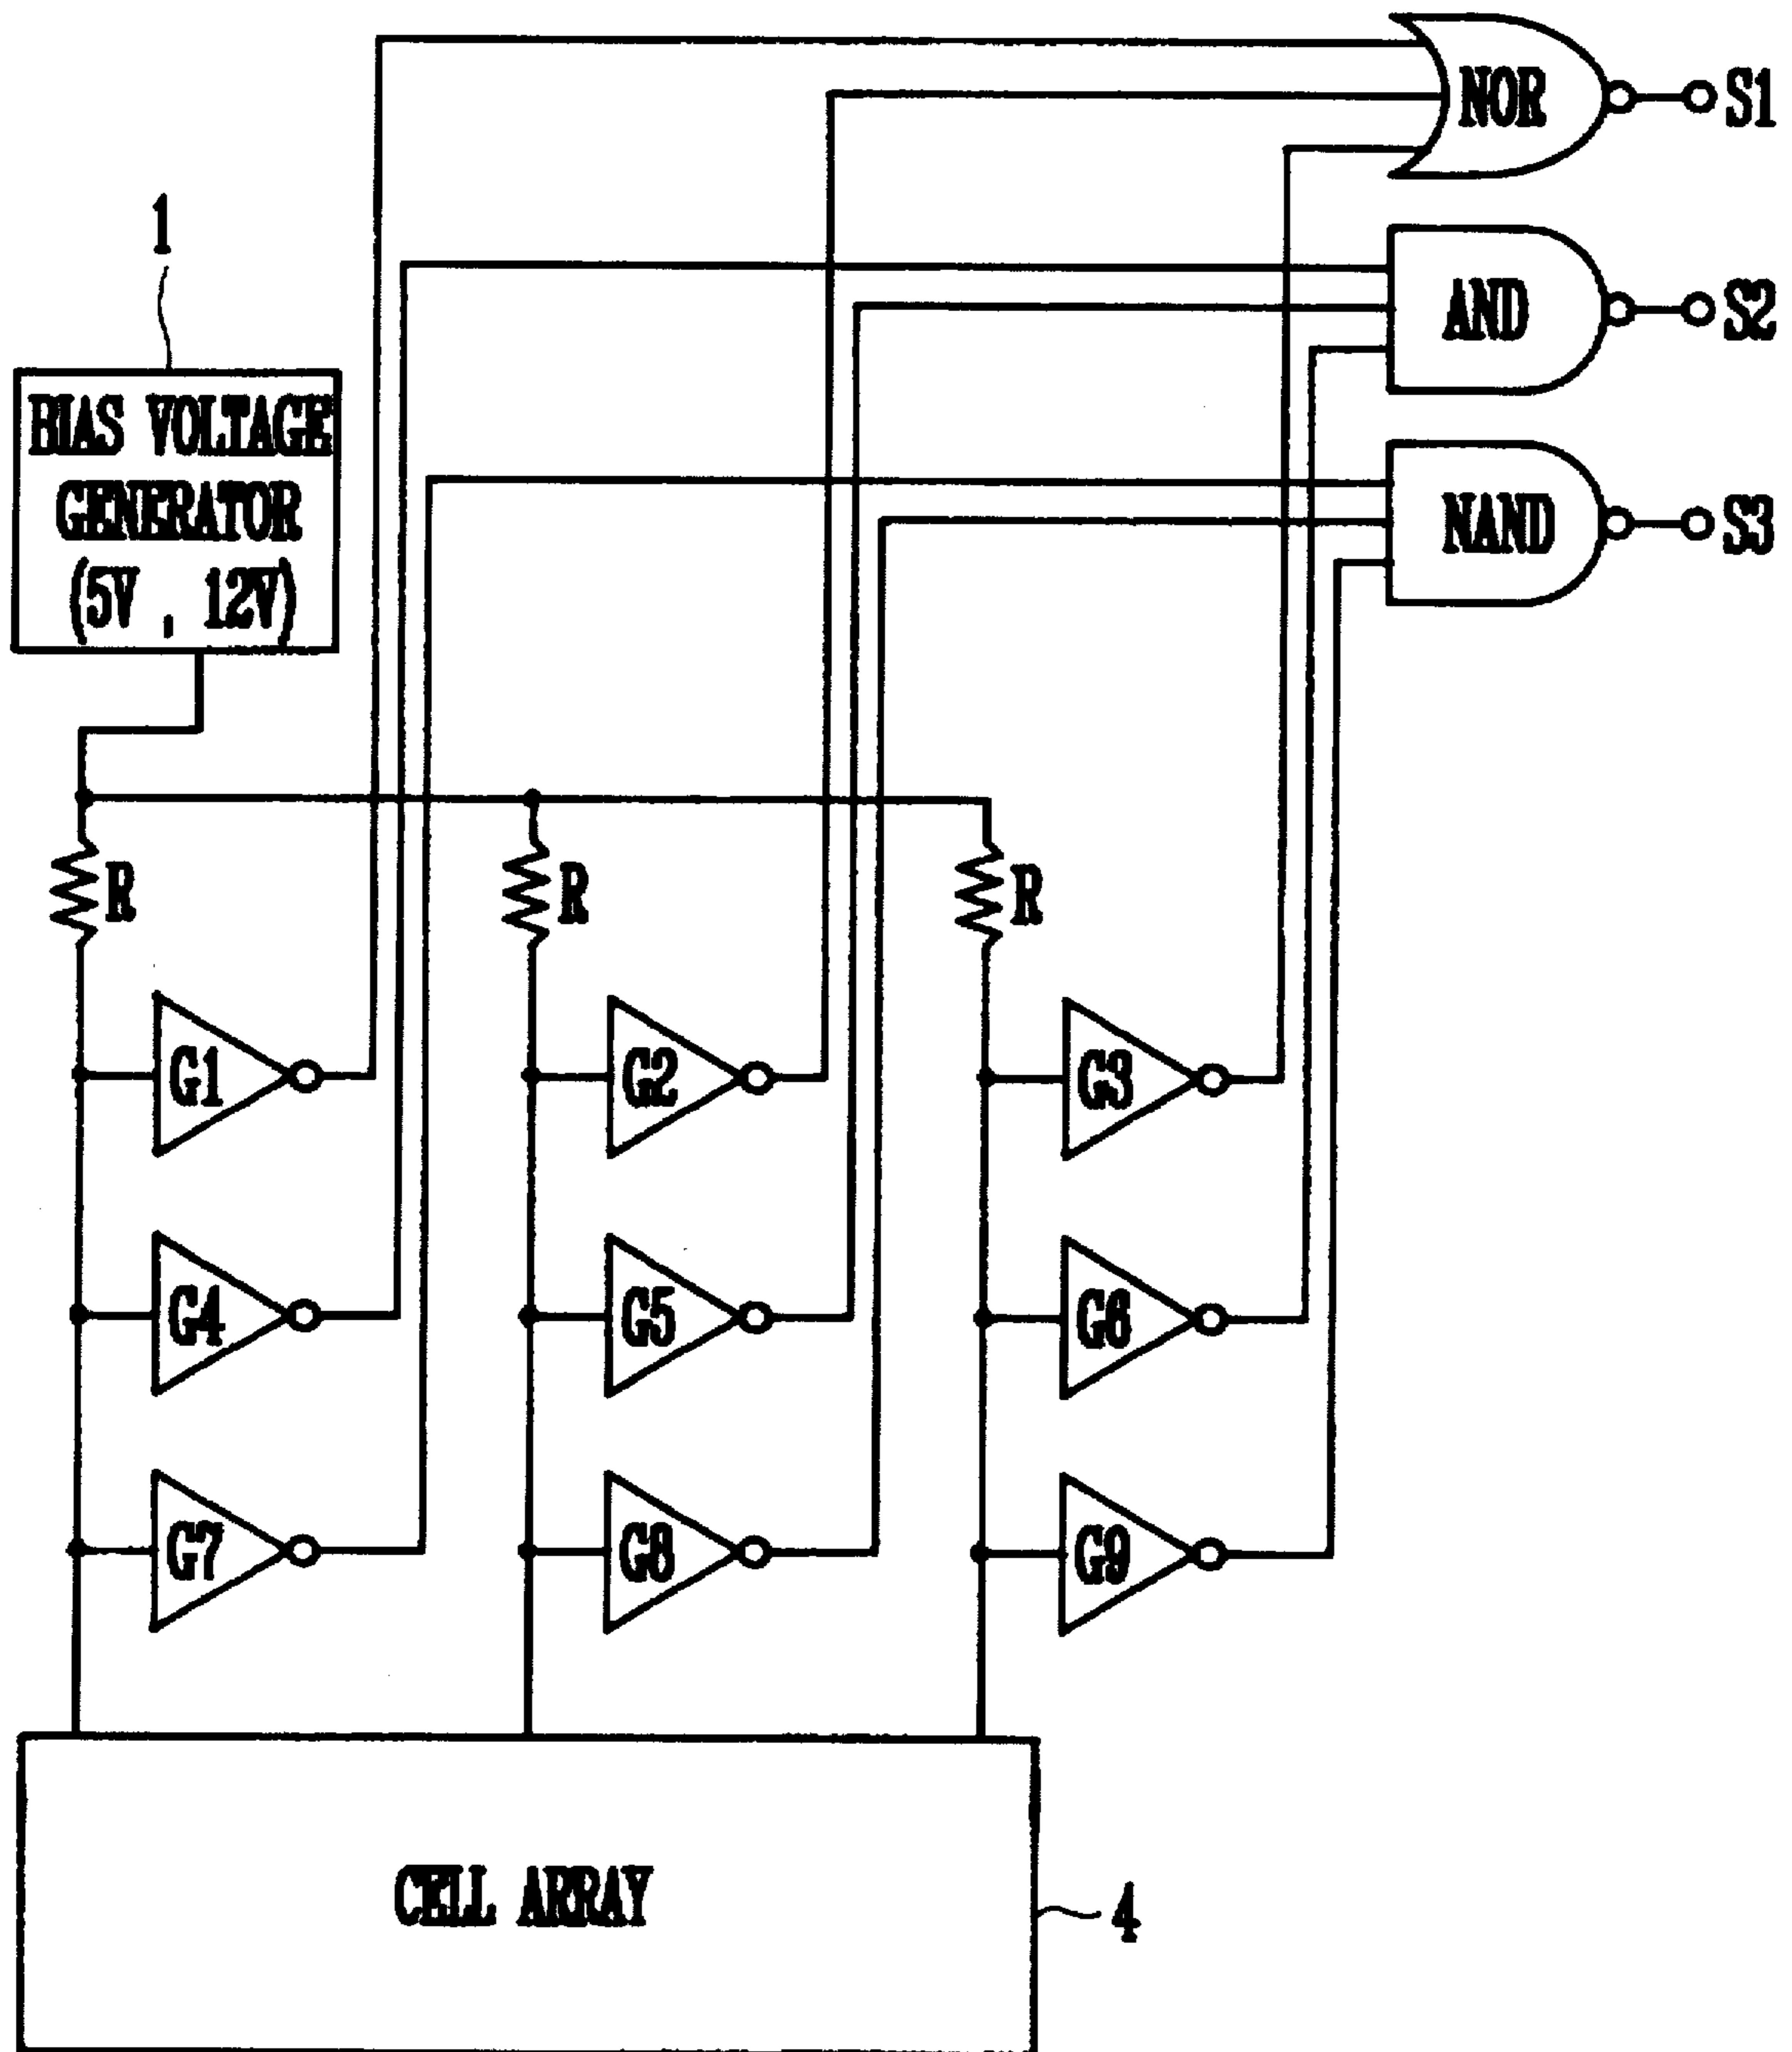 NOR
S1
1
AND
S2
BIAS VOLTAGE
GENERATOR
(5V , 12V)
NAND
S3
R
R
R
G1
G2
G3
G4
G5
G6
G7
G8
G9
CELL ARRAY
4